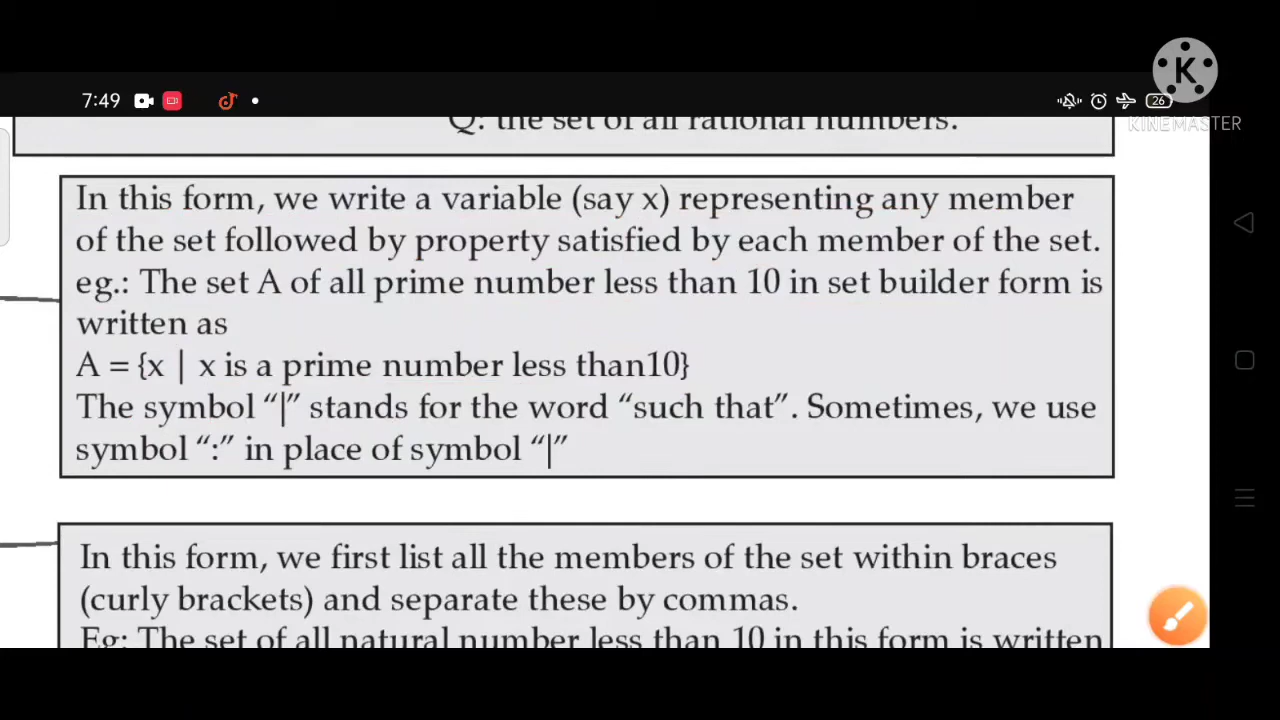 K
KINEMASTER
7:49
26
Q: the set of all rational numbers.
In this form, we write a variable (say x) representing any member
of the set followed by property satisfied by each member of the set.
eg.: The set A of all prime number less than 10 in set builder form is
written as
A = {x | x is a prime number less than10}
The symbol “|” stands for the word “such that”. Sometimes, we use
symbol “:” in place of symbol “|”
In this form, we first list all the members of the set within braces
(curly brackets) and separate these by commas.
Eg: The set of all natural number less than 10 in this form is written